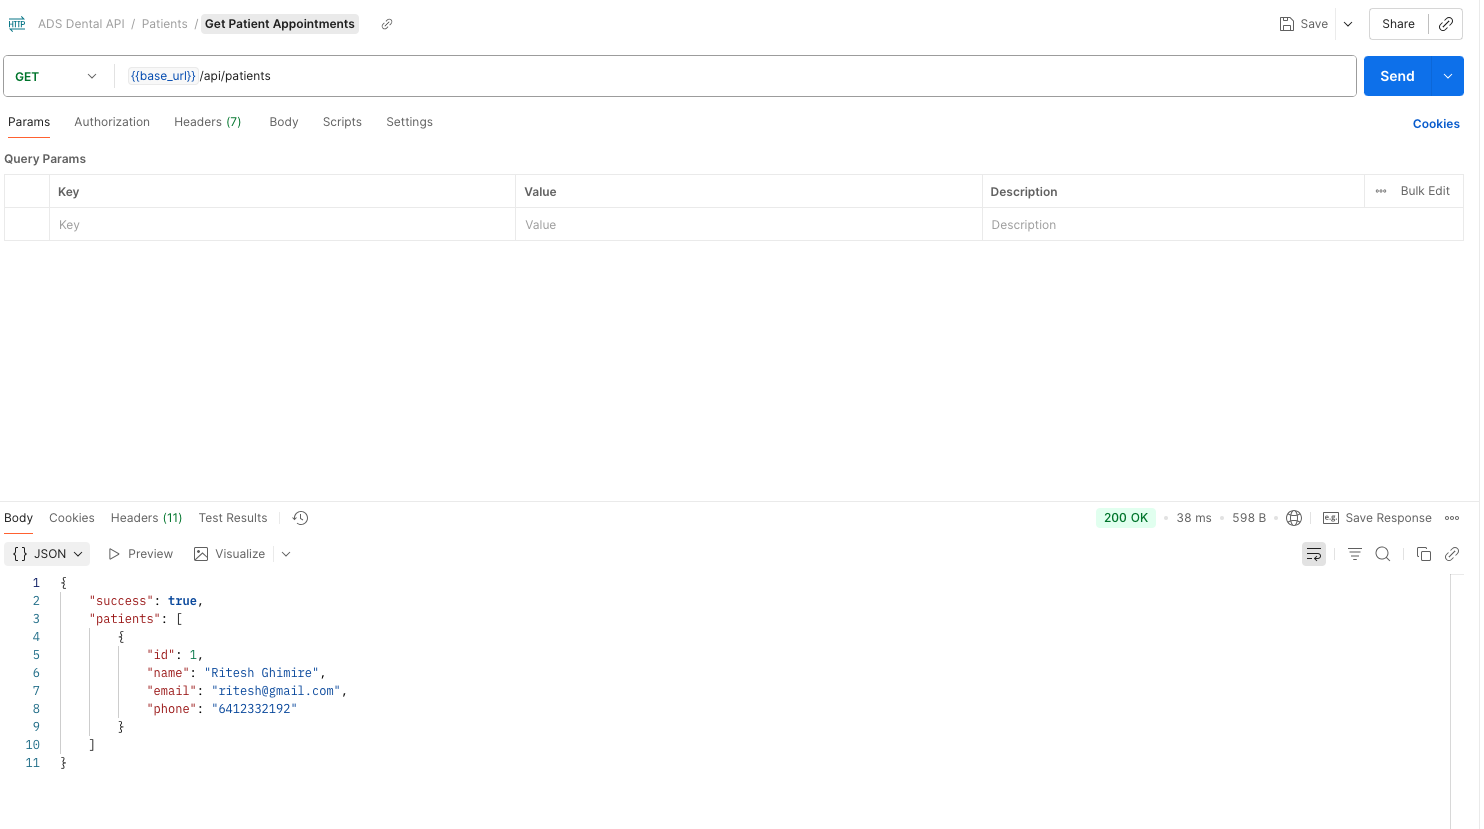 HTTP ADS Dental API / Patients / Get Patient Appointments Save Share
GET {{base_url}}/api/patients Send
Params Authorization Headers (7) Body Scripts Settings Cookies
Query Params
Key Value Description Bulk Edit
Key Value Description
Body Cookies Headers (11) Test Results 200 OK • 38 ms • 598 B • e.g. Save Response
{} JSON Preview Visualize
1 {
2 "success": true,
3 "patients": [
4 {
5 "id": 1,
6 "name": "Ritesh Ghimire",
7 "email": "ritesh@gmail.com",
8 "phone": "6412332192"
9 }
10 ]
11 }